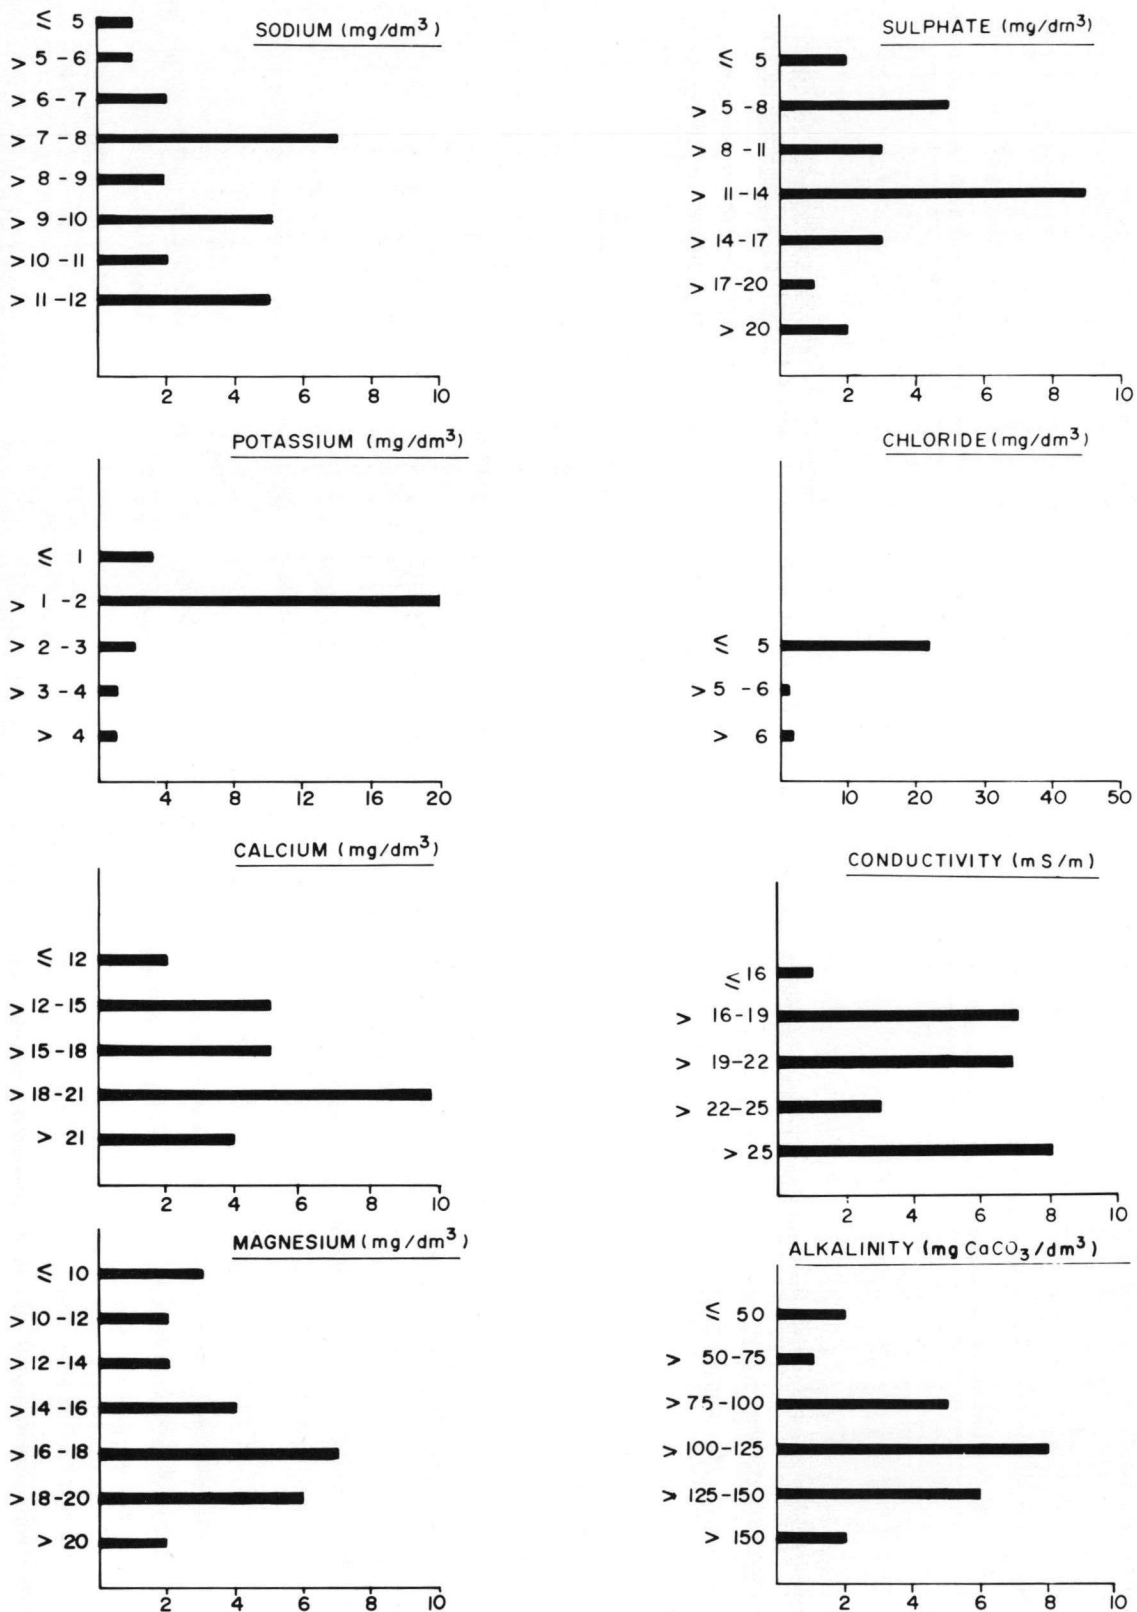 SODIUM (mg/dm³)
≤ 5
> 5 - 6
> 6 - 7
> 7 - 8
> 8 - 9
> 9 - 10
> 10 - 11
> 11 - 12
2 4 6 8 10
SULPHATE (mg/dm³)
≤ 5
> 5 - 8
> 8 - 11
> 11 - 14
> 14 - 17
> 17 - 20
> 20
2 4 6 8 10
POTASSIUM (mg/dm³)
≤ 1
> 1 - 2
> 2 - 3
> 3 - 4
> 4
4 8 12 16 20
CHLORIDE (mg/dm³)
≤ 5
> 5 - 6
> 6
10 20 30 40 50
CALCIUM (mg/dm³)
≤ 12
> 12 - 15
> 15 - 18
> 18 - 21
> 21
2 4 6 8 10
CONDUCTIVITY (mS/m)
≤ 16
> 16 - 19
> 19 - 22
> 22 - 25
> 25
2 4 6 8 10
MAGNESIUM (mg/dm³)
≤ 10
> 10 - 12
> 12 - 14
> 14 - 16
> 16 - 18
> 18 - 20
> 20
2 4 6 8 10
ALKALINITY (mg CaCO₃/dm³)
≤ 50
> 50 - 75
> 75 - 100
> 100 - 125
> 125 - 150
> 150
2 4 6 8 10